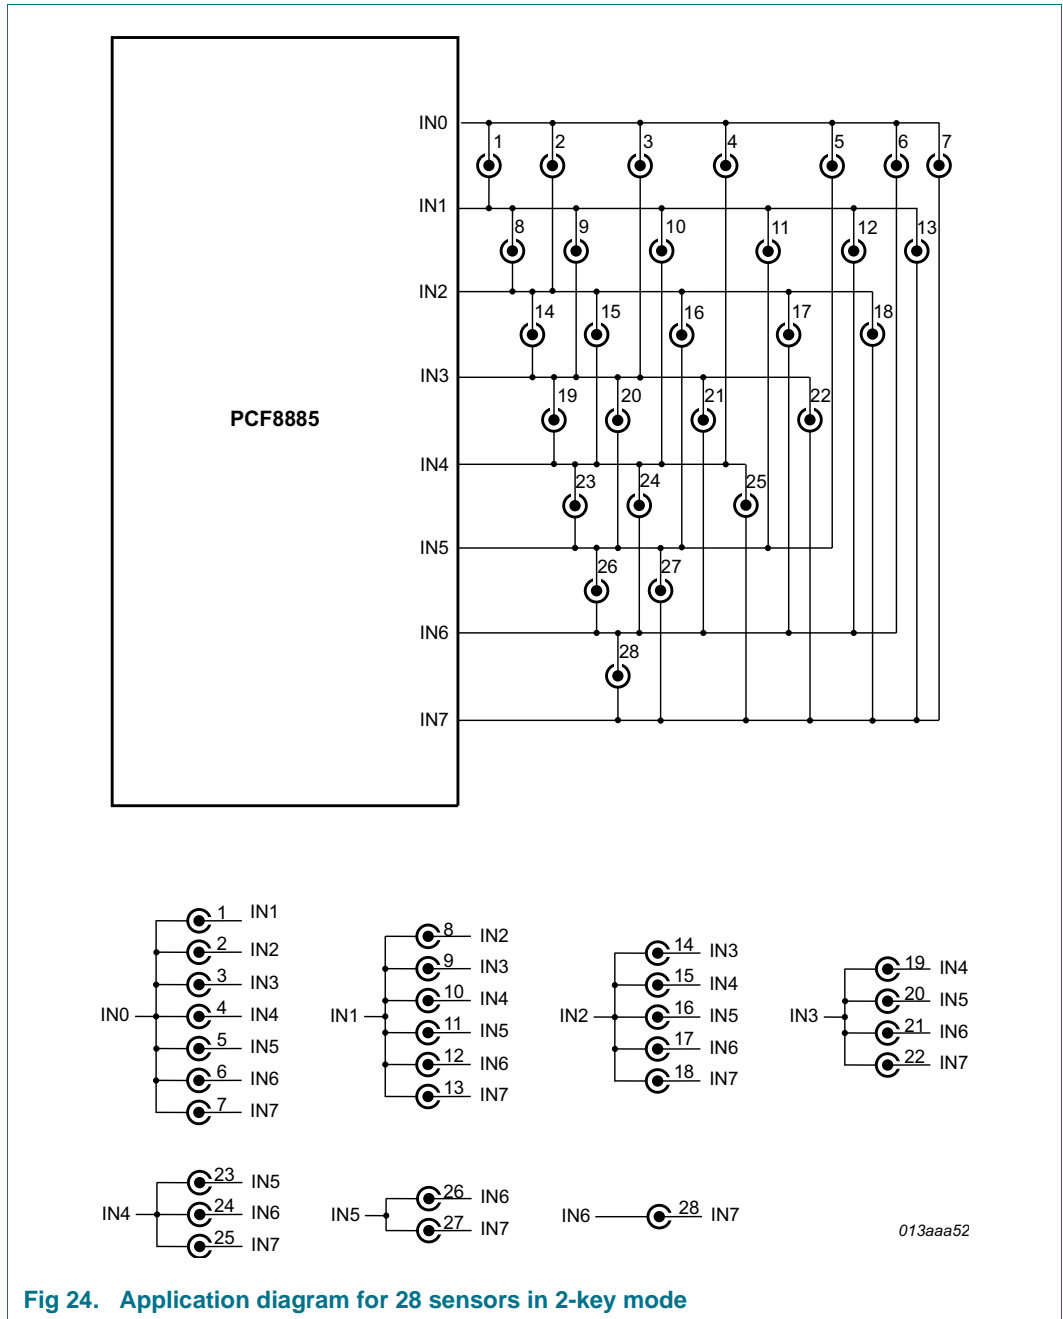 IN0
1 2 3 4 5 6 7
IN1
8 9 10 11 12 13
IN2
14 15 16 17 18
IN3
19 20 21 22
PCF8885
IN4
23 24 25
IN5
26 27
IN6
28
IN7
IN0
1 IN1
2 IN2
3 IN3
4 IN4
5 IN5
6 IN6
7 IN7
IN1
8 IN2
9 IN3
10 IN4
11 IN5
12 IN6
13 IN7
IN2
14 IN3
15 IN4
16 IN5
17 IN6
18 IN7
IN3
19 IN4
20 IN5
21 IN6
22 IN7
IN4
23 IN5
24 IN6
25 IN7
IN5
26 IN6
27 IN7
IN6
28 IN7
013aaa52
Fig 24. Application diagram for 28 sensors in 2-key mode